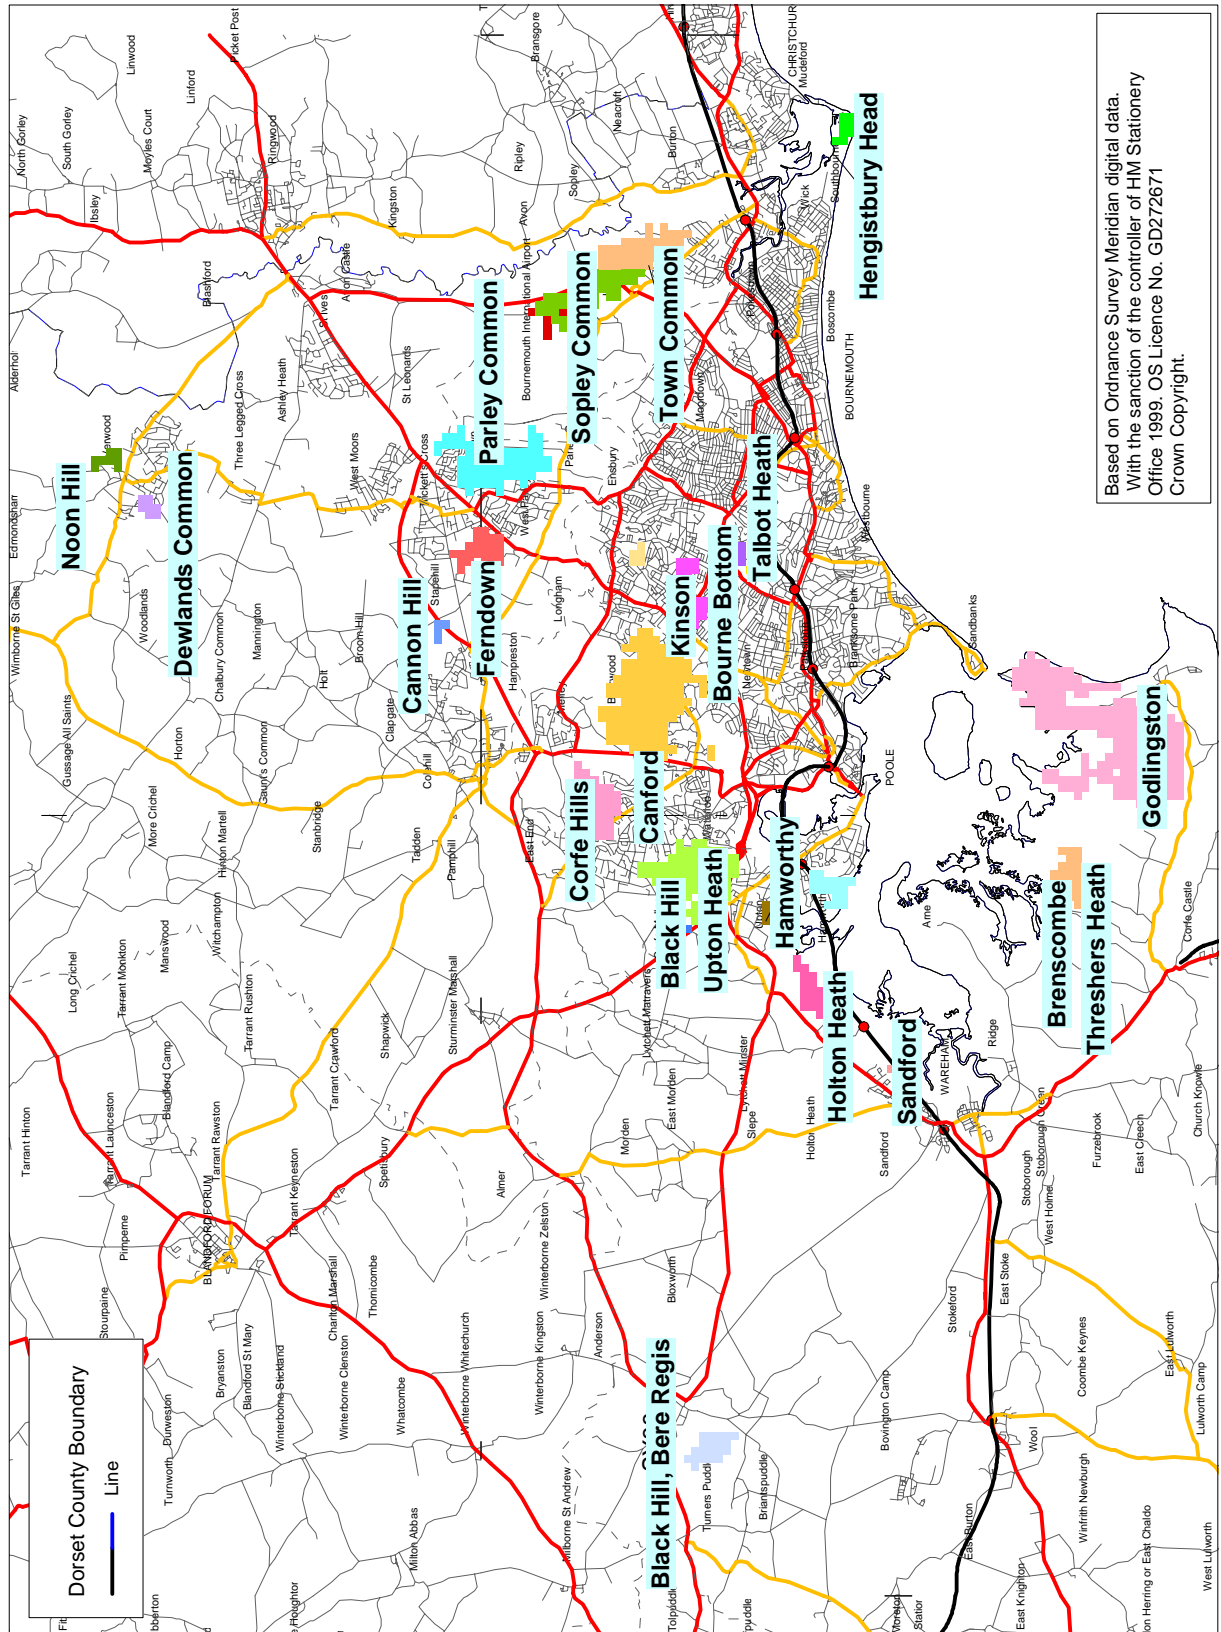 Dorset County Boundary
Line
Based on Ordnance Survey Meridian digital data.
With the sanction of the controller of HM Stationery
Office 1999. OS Licence No. GD272671
Crown Copyright.
Noon Hill
Dewlands Common
Cannon Hill
Ferndown
Parley Common
Sopley Common
Town Common
Hengistbury Head
Talbot Heath
Bourne Bottom
Kinson
Canford
Corfe Hills
Black Hill
Upton Heath
Hamworthy
Holton Heath
Sandford
Brenscombe
Threshers Heath
Godlingston
Black Hill, Bere Regis
Picket Post
Linwood
Linford
North Gorley
South Gorley
Moyles Court
Ibsley
Ringwood
Kingston
Blashford
Avon Castle
St Ives
Bransgore
Neacroft
Ripley
Burton
Sopley
Avon
Bournemouth International Airport
Mudeford
Wick
Boscombe
BOURNEMOUTH
Westbourne
Ashley Heath
St Leonards
Three Legged Cross
West Moors
Ensbury
Longham
Stapehill
Hampreston
Wimborne St Giles
Woodlands
Chalbury Common
Mannington
Broom Hill
Holt
Gussage All Saints
Horton
Gaunt's Common
Clapgate
Colehill
More Crichel
Hinton Martell
Stanbridge
Tadden
Pamphill
East End
Branksome Park
Sandbanks
POOLE
Newtown
Long Crichel
Tarrant Monkton
Manswood
Witchampton
Tarrant Rushton
Tarrant Hinton
Tarrant Launceston
Blandford Camp
Tarrant Rawston
Tarrant Crawford
Tarrant Keyneston
Shapwick
Sturminster Marshall
Spetisbury
Almer
Pimperne
BLANDFORD FORUM
Stourpaine
Bryanston
Blandford St Mary
Charlton Marshall
Thornicombe
Durweston
Turnworth
Winterborne Stickland
Winterborne Clenston
Whatcombe
Winterborne Whitechurch
Winterborne Kingston
Winterborne Zelston
Anderson
Bloxworth
Morden
East Morden
Lytchett Matravers
Lytchett Minster
Slepe
Holton Heath
Sandford
WAREHAM
Arne
Ridge
Corfe Castle
Church Knowle
Furzebrook
East Creech
Stoborough
Stoborough Green
West Holme
East Stoke
Stokeford
East Lulworth
Coombe Keynes
Lulworth Camp
West Lulworth
Wool
Bovington Camp
Winfrith Newburgh
East Burton
East Knighton
Briantspuddle
Milborne St Andrew
Milton Abbas